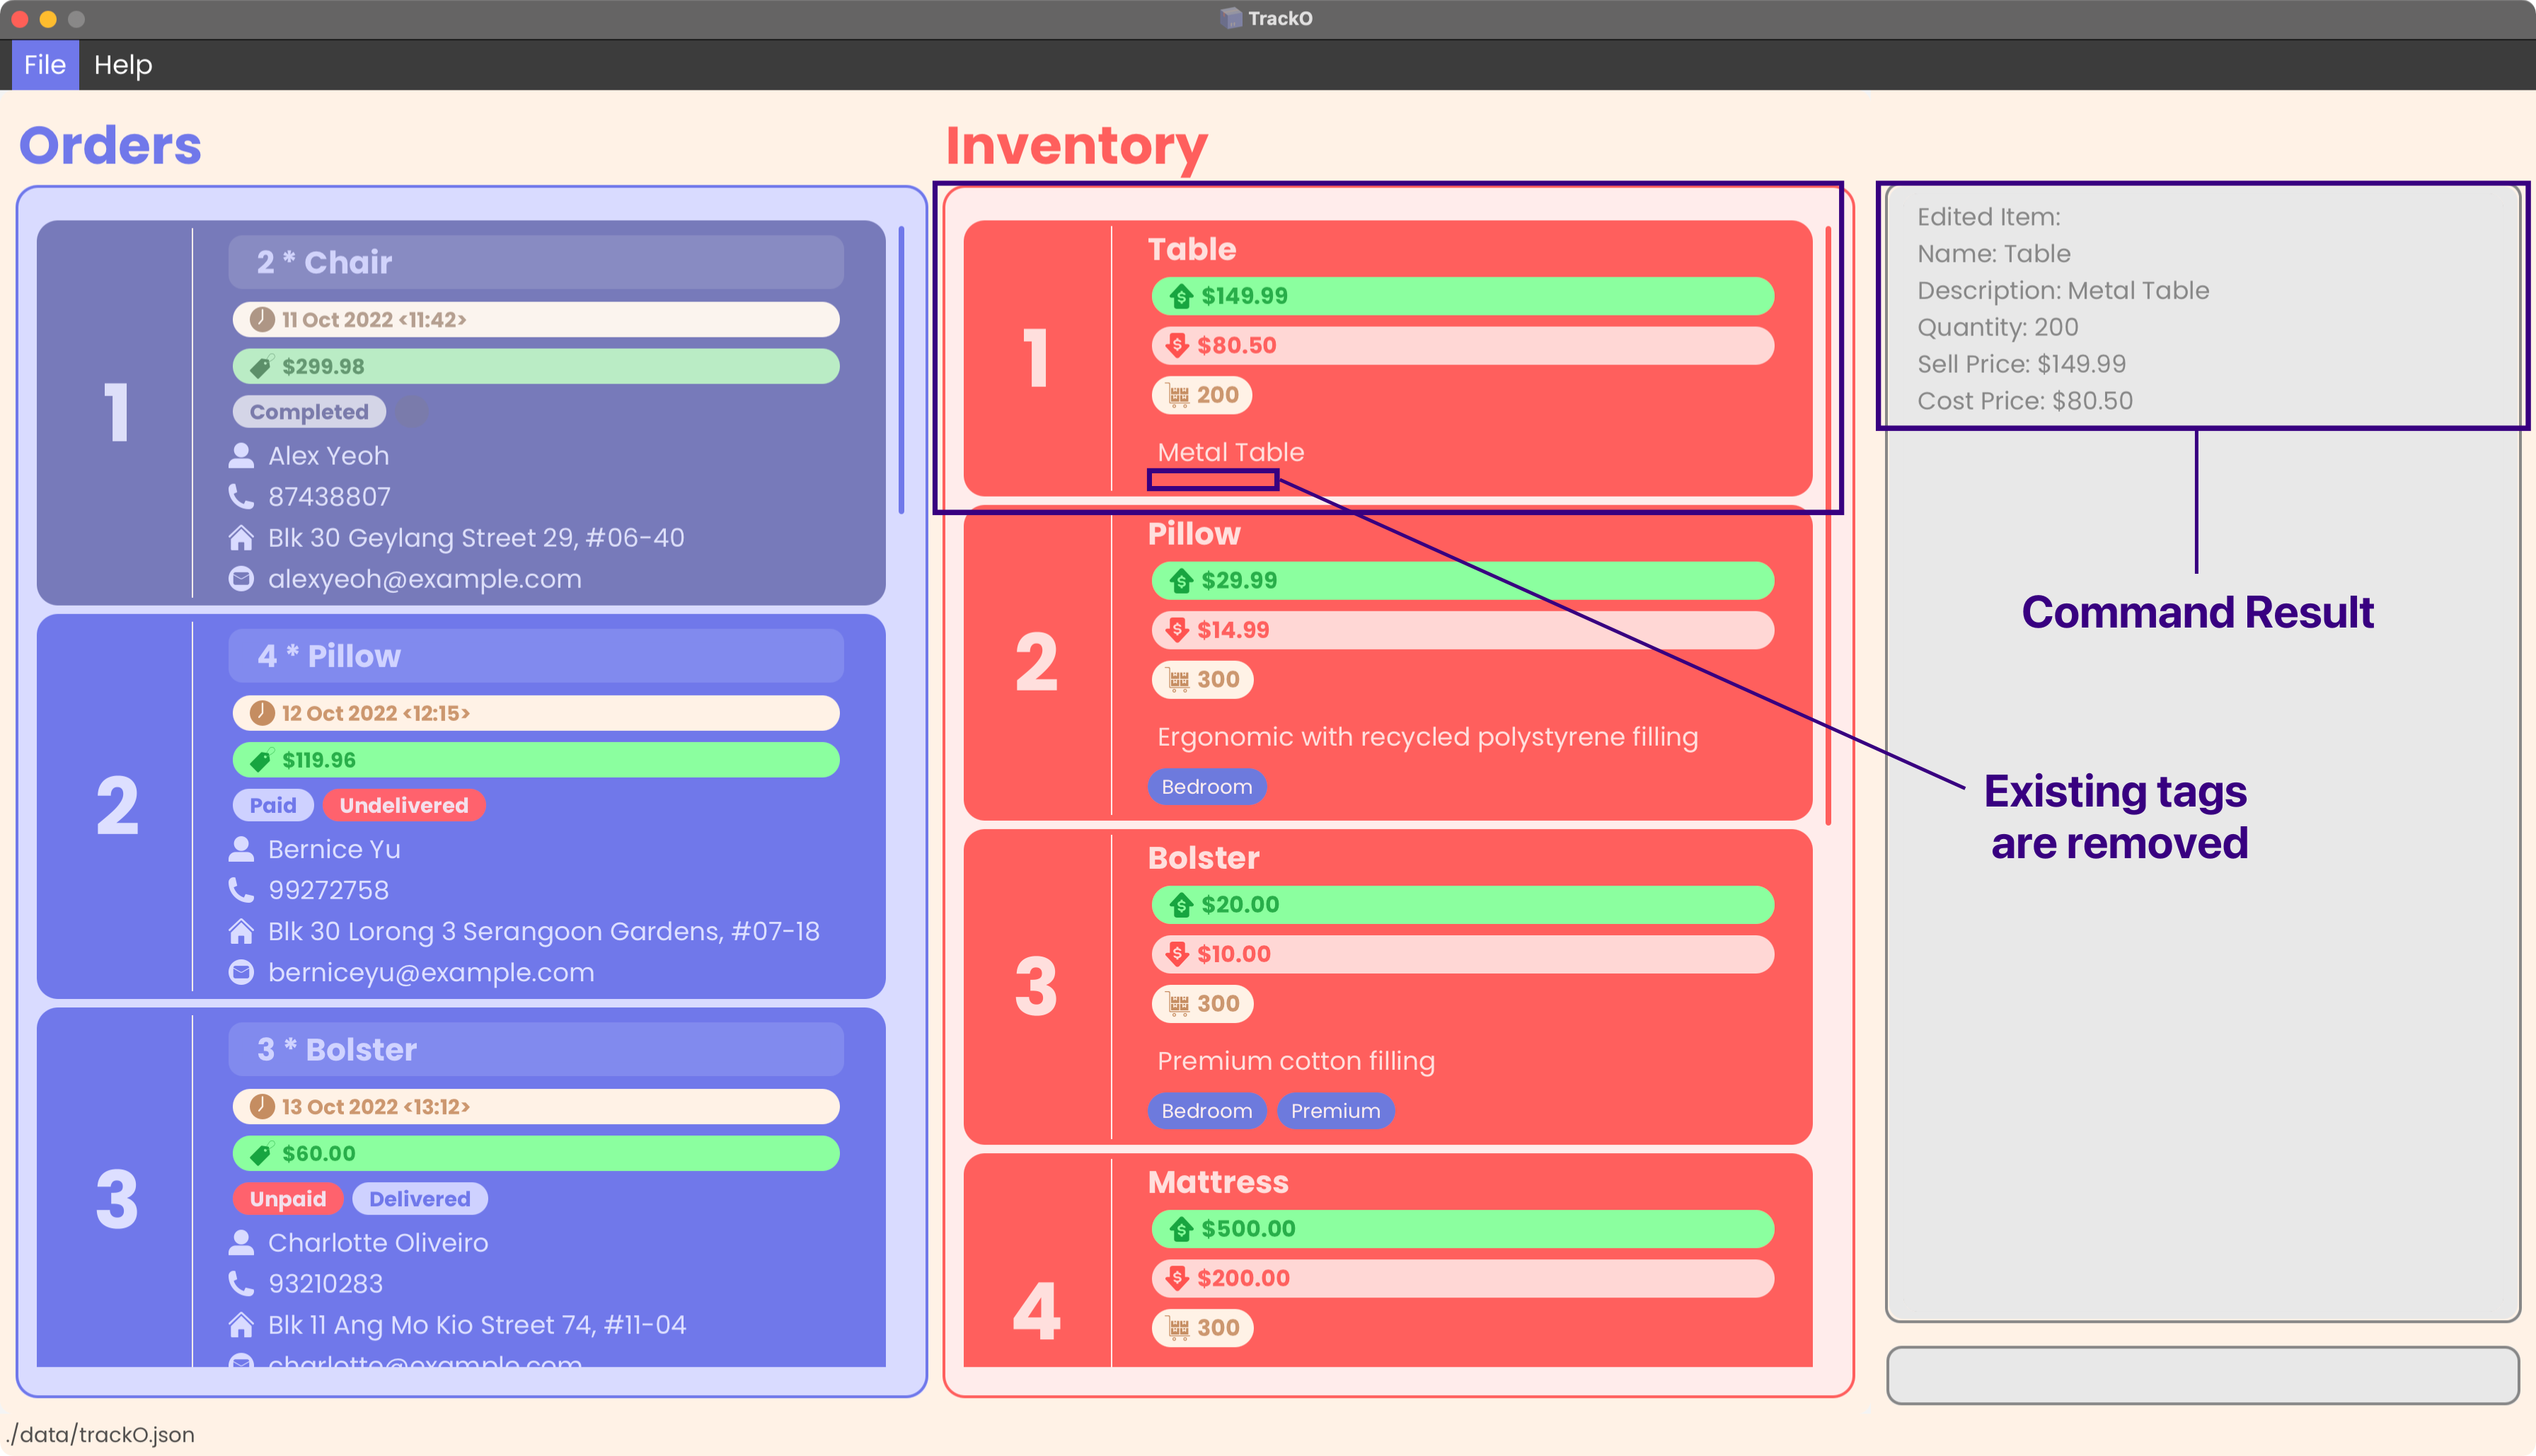 TrackO
File Help
Orders
1
2 * Chair
11 Oct 2022 <11:42>
$299.98
Completed
Alex Yeoh
87438807
Blk 30 Geylang Street 29, #06-40
alexyeoh@example.com
2
4 * Pillow
12 Oct 2022 <12:15>
$119.96
Paid Undelivered
Bernice Yu
99272758
Blk 30 Lorong 3 Serangoon Gardens, #07-18
berniceyu@example.com
3
3 * Bolster
13 Oct 2022 <13:12>
$60.00
Unpaid Delivered
Charlotte Oliveiro
93210283
Blk 11 Ang Mo Kio Street 74, #11-04
charlotte@example.com
Inventory
1
Table
$149.99
$80.50
200
Metal Table
2
Pillow
$29.99
$14.99
300
Ergonomic with recycled polystyrene filling
Bedroom
3
Bolster
$20.00
$10.00
300
Premium cotton filling
Bedroom Premium
4
Mattress
$500.00
$200.00
300
Edited Item:
Name: Table
Description: Metal Table
Quantity: 200
Sell Price: $149.99
Cost Price: $80.50
Command Result
Existing tags
are removed
./data/trackO.json